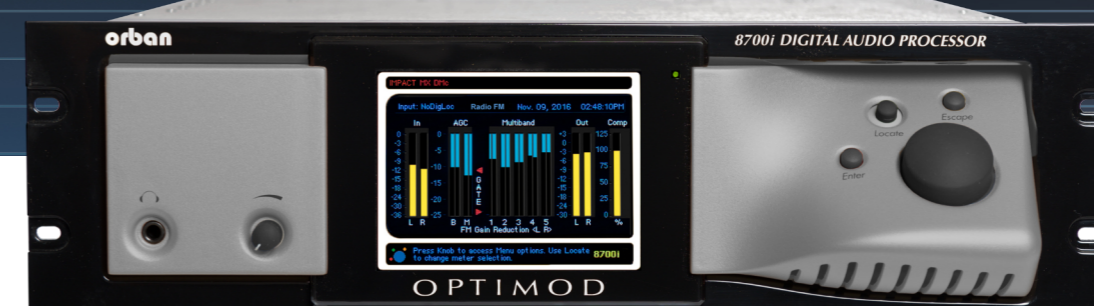 orban
8700i DIGITAL AUDIO PROCESSOR
IMPACT MX DMc
Input: NoDigLoc Radio FM Nov. 09, 2016 02:48:10PM
In AGC Multiband Out Comp
0 0 +3 125
-3 -5 0 100
-6 -10 -3 75
-9 -15 -6 50
-12 -20 -9 25
-15 -25 -12 0
-18 -15
-24 -18
-30 -24
-36 -30
GATE
L R B M 1 2 3 4 5 L R %
FM Gain Reduction <L R>
Press Knob to access Menu options. Use Locate
to change meter selection.
8700i
Escape
Locate
Enter
OPTIMOD